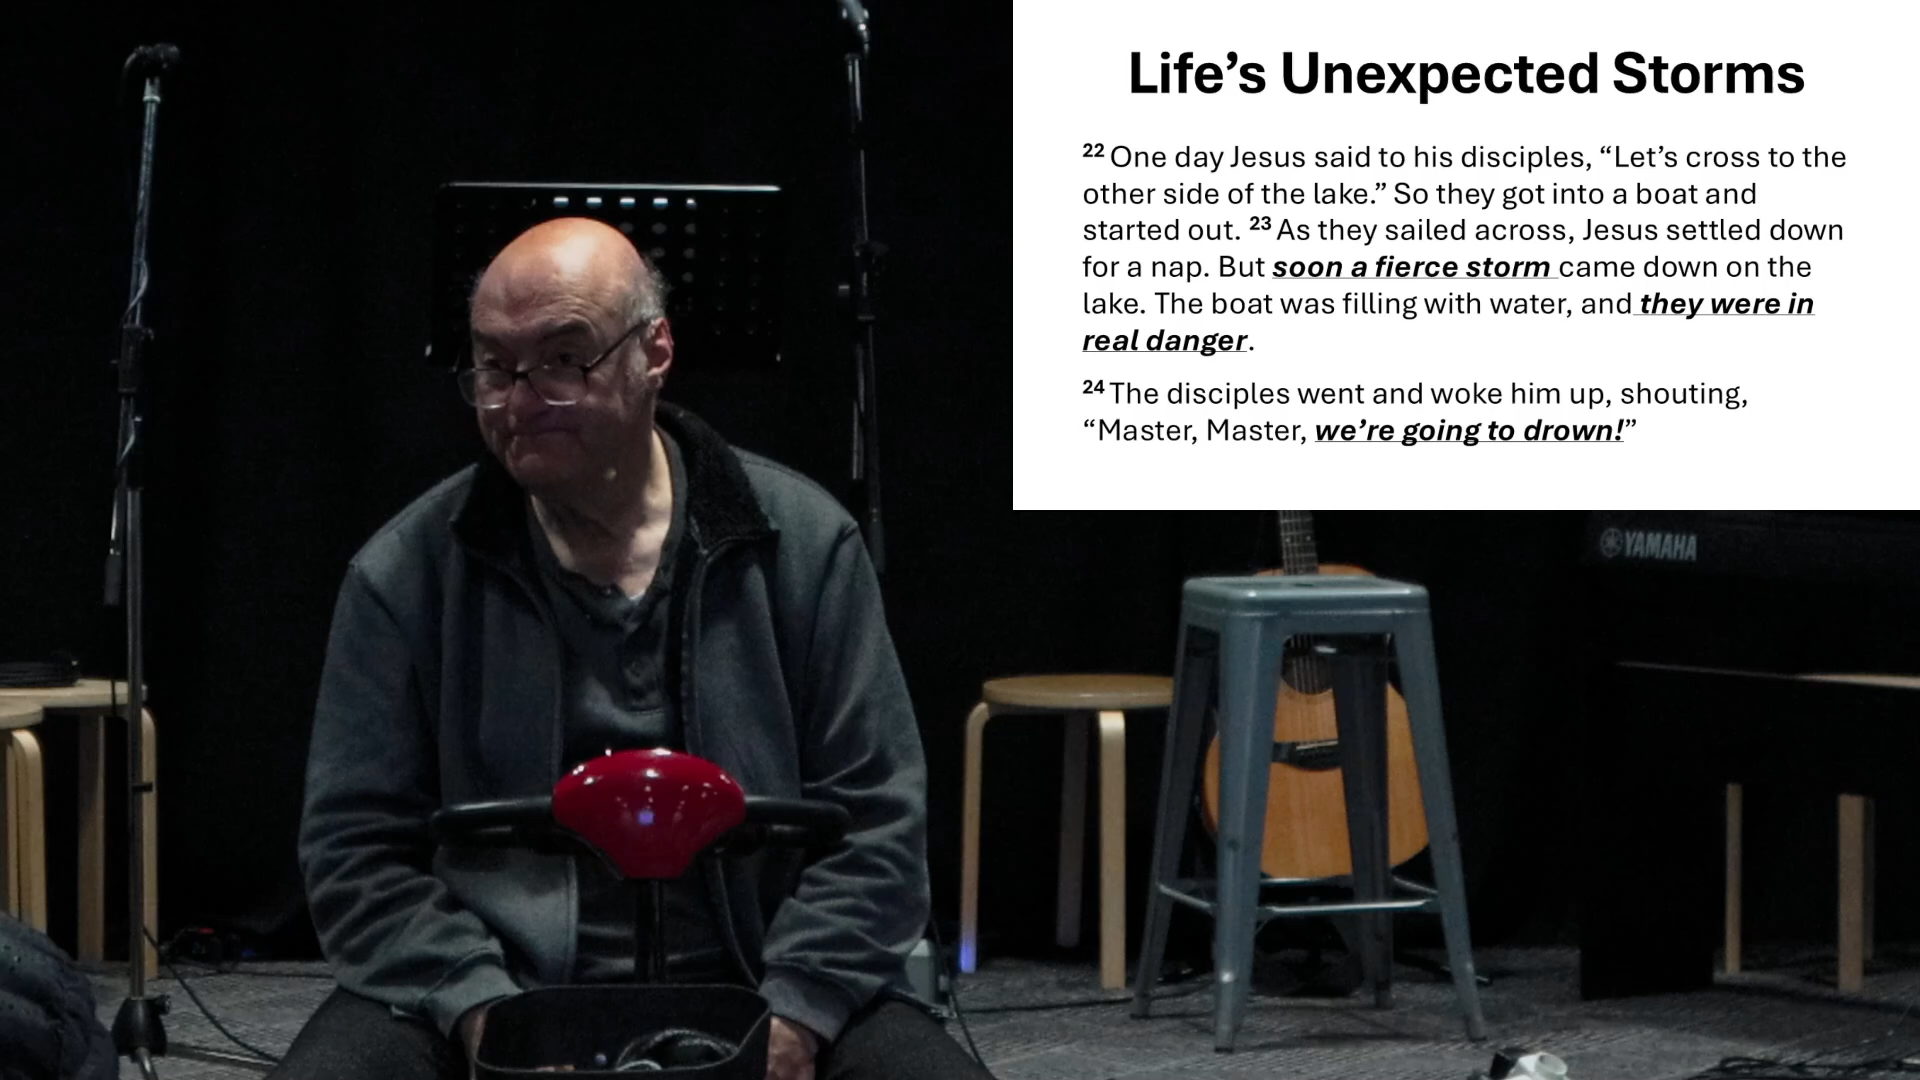 Life’s Unexpected Storms
22 One day Jesus said to his disciples, “Let’s cross to the
other side of the lake.” So they got into a boat and
started out. 23 As they sailed across, Jesus settled down
for a nap. But soon a fierce storm came down on the
lake. The boat was filling with water, and they were in
real danger.
24 The disciples went and woke him up, shouting,
“Master, Master, we’re going to drown!”
YAMAHA